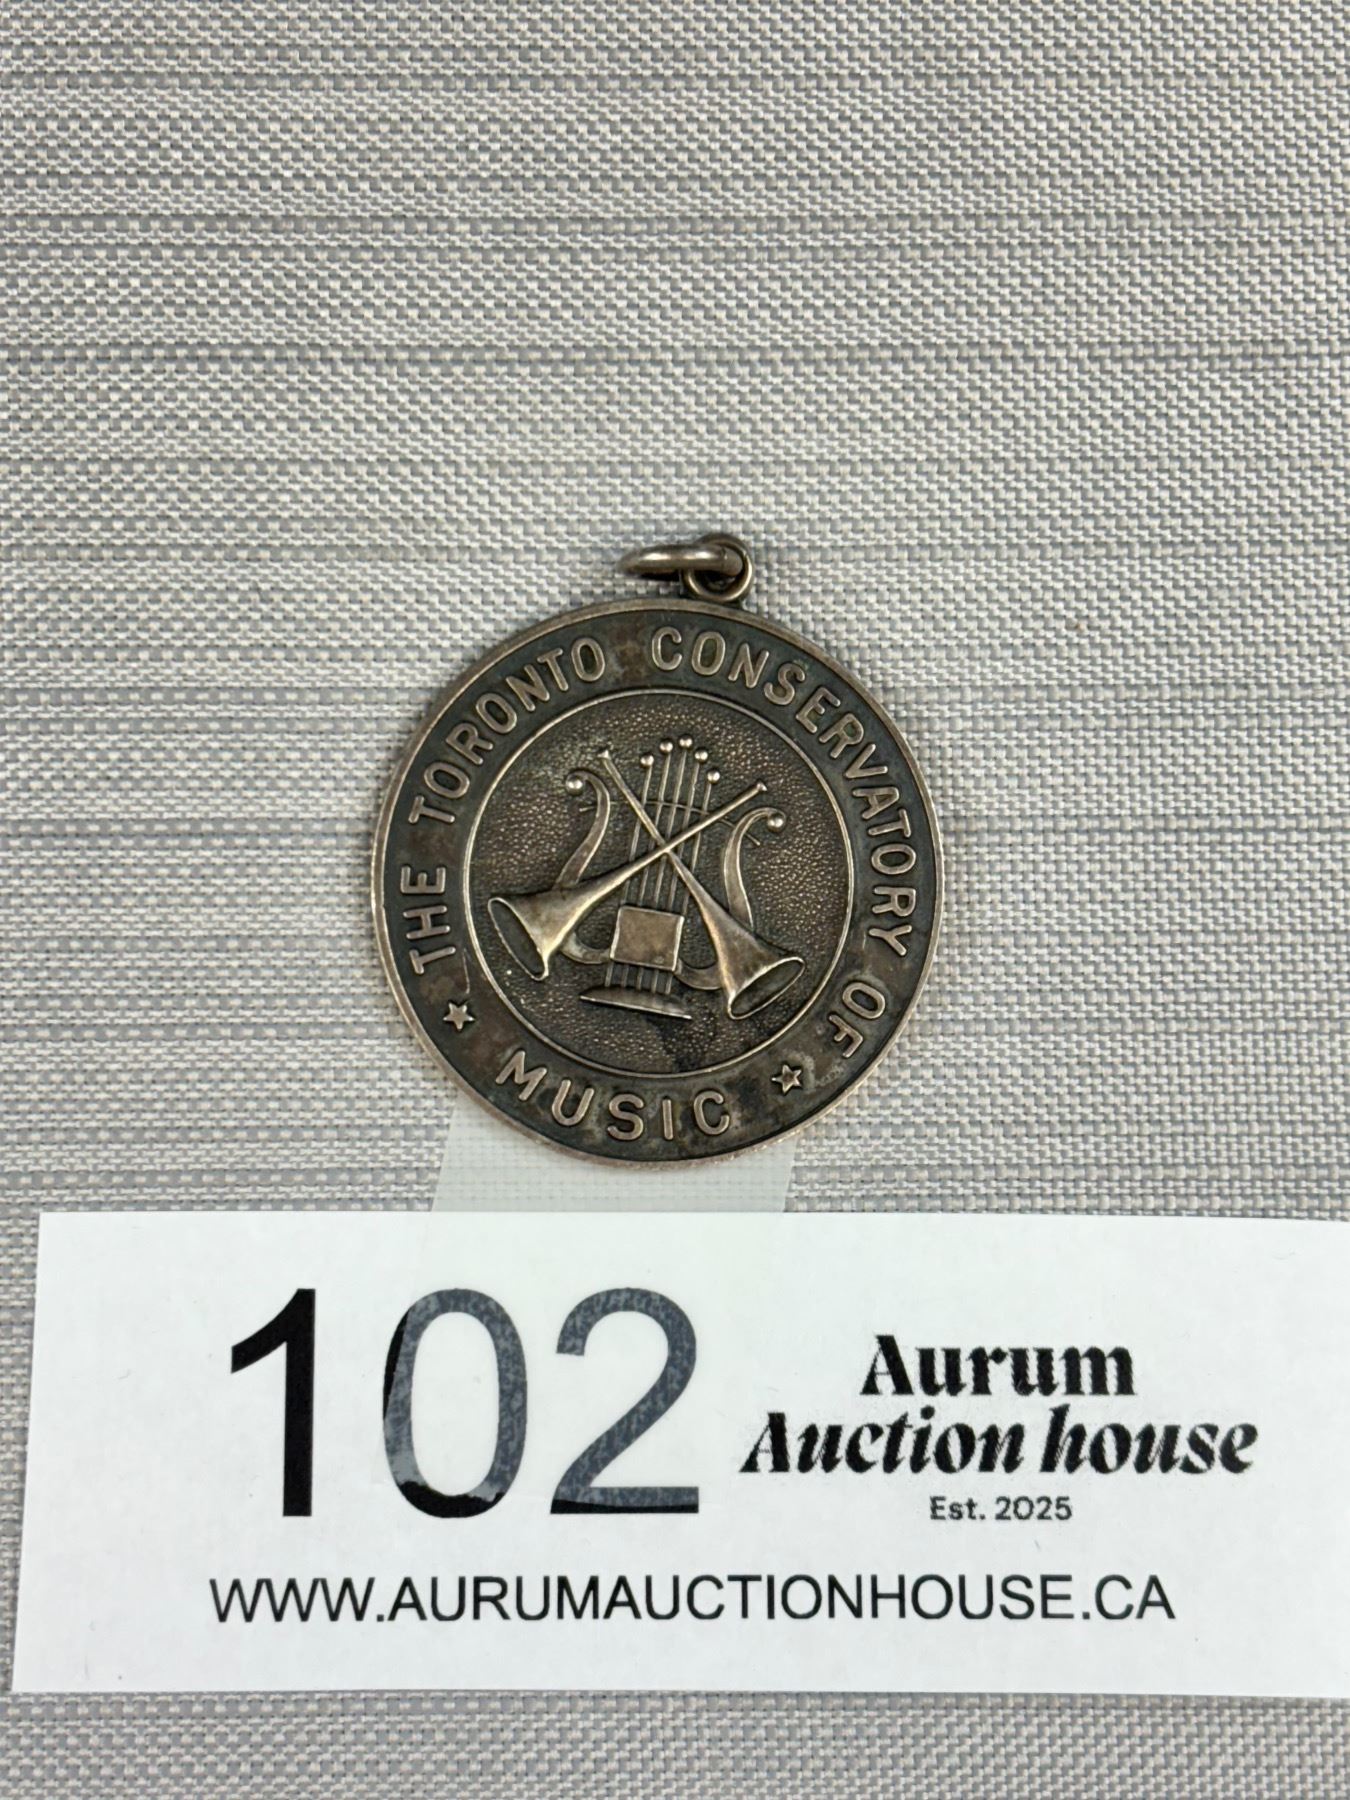 THE TORONTO CONSERVATORY OF
MUSIC
102
Aurum
Auction house
Est. 2025
WWW.AURUMAUCTIONHOUSE.CA